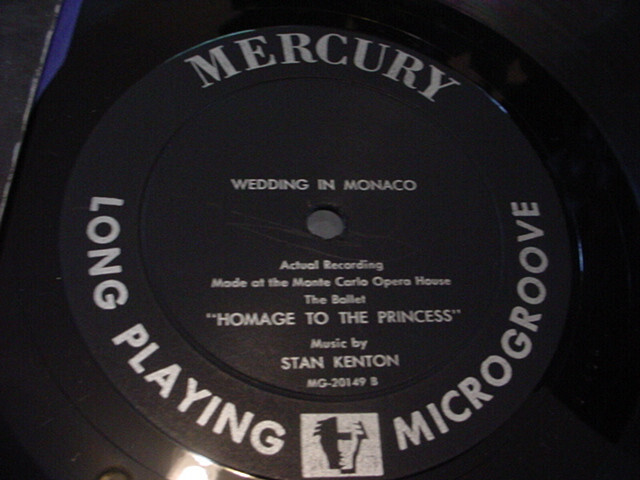 MERCURY
WEDDING IN MONACO
Actual Recording
Made at the Monte Carlo Opera House
The Ballet
"HOMAGE TO THE PRINCESS"
Music by
STAN KENTON
MG-20149 B
LONG PLAYING MICROGROOVE